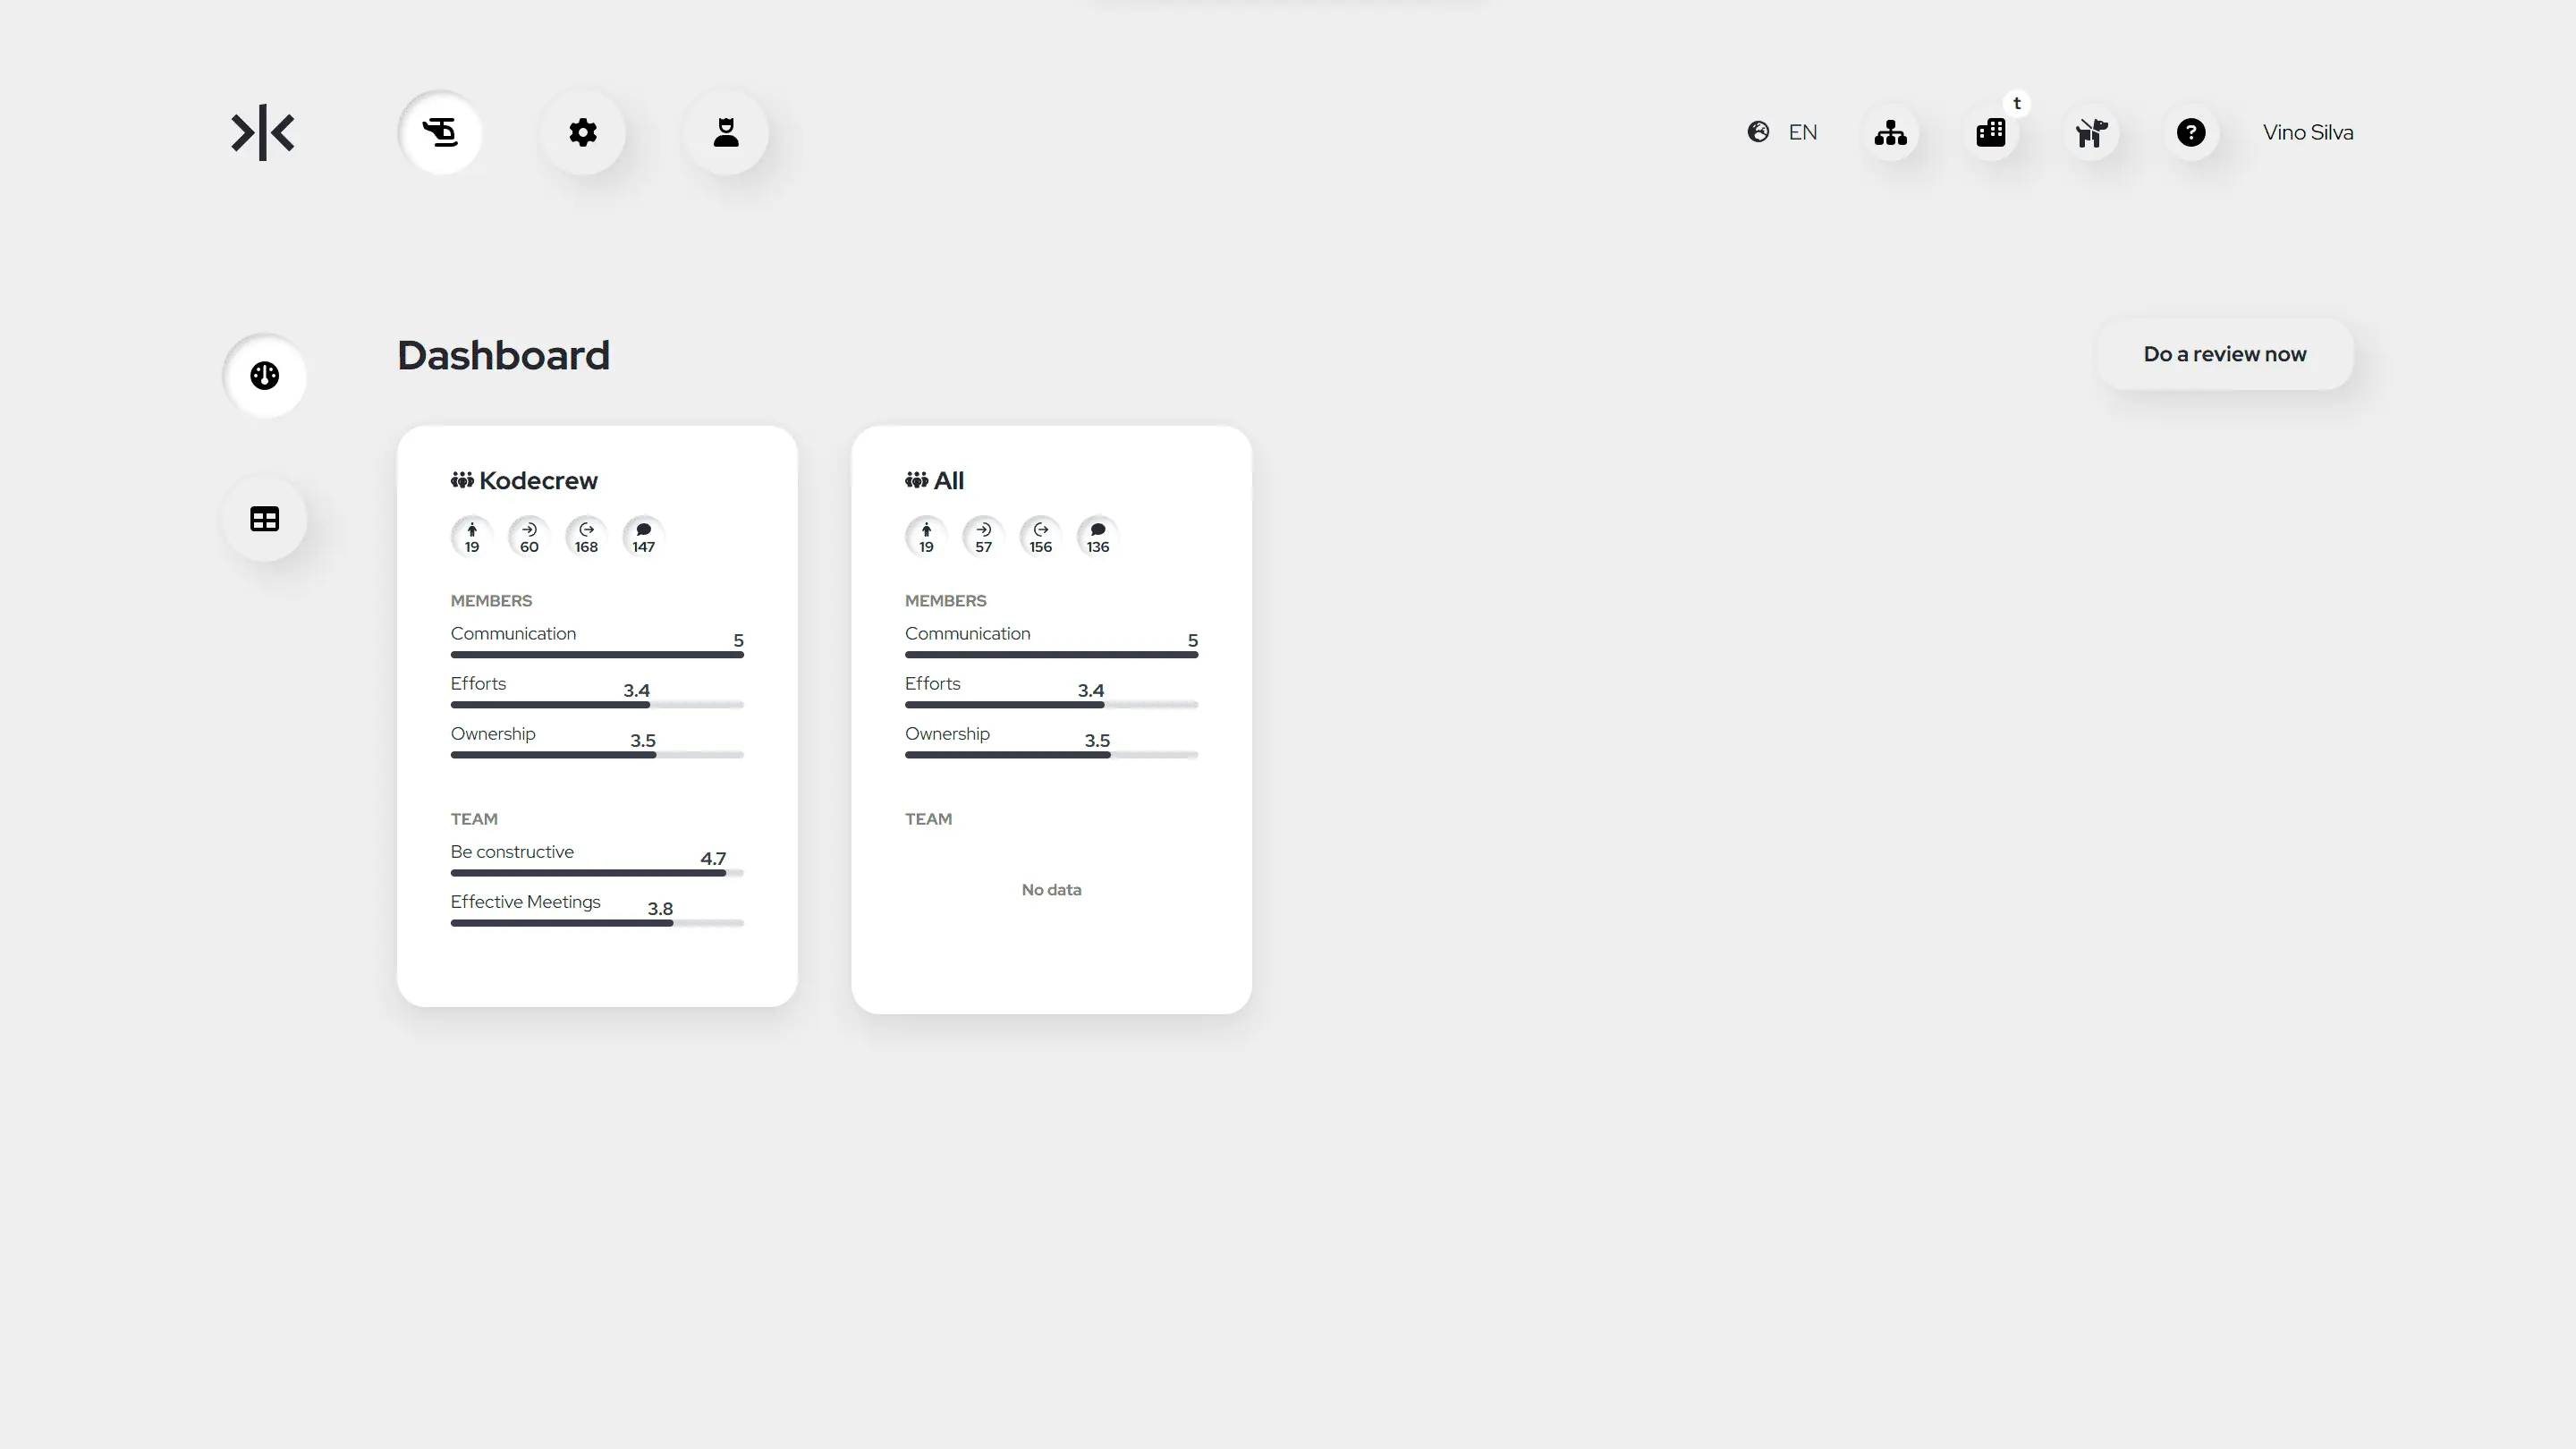 EN
t
?
Vino Silva
Dashboard
Do a review now
Kodecrew
19 60 168 147
MEMBERS
Communication 5
Efforts 3.4
Ownership 3.5
TEAM
Be constructive 4.7
Effective Meetings 3.8
All
19 57 156 136
MEMBERS
Communication 5
Efforts 3.4
Ownership 3.5
TEAM
No data